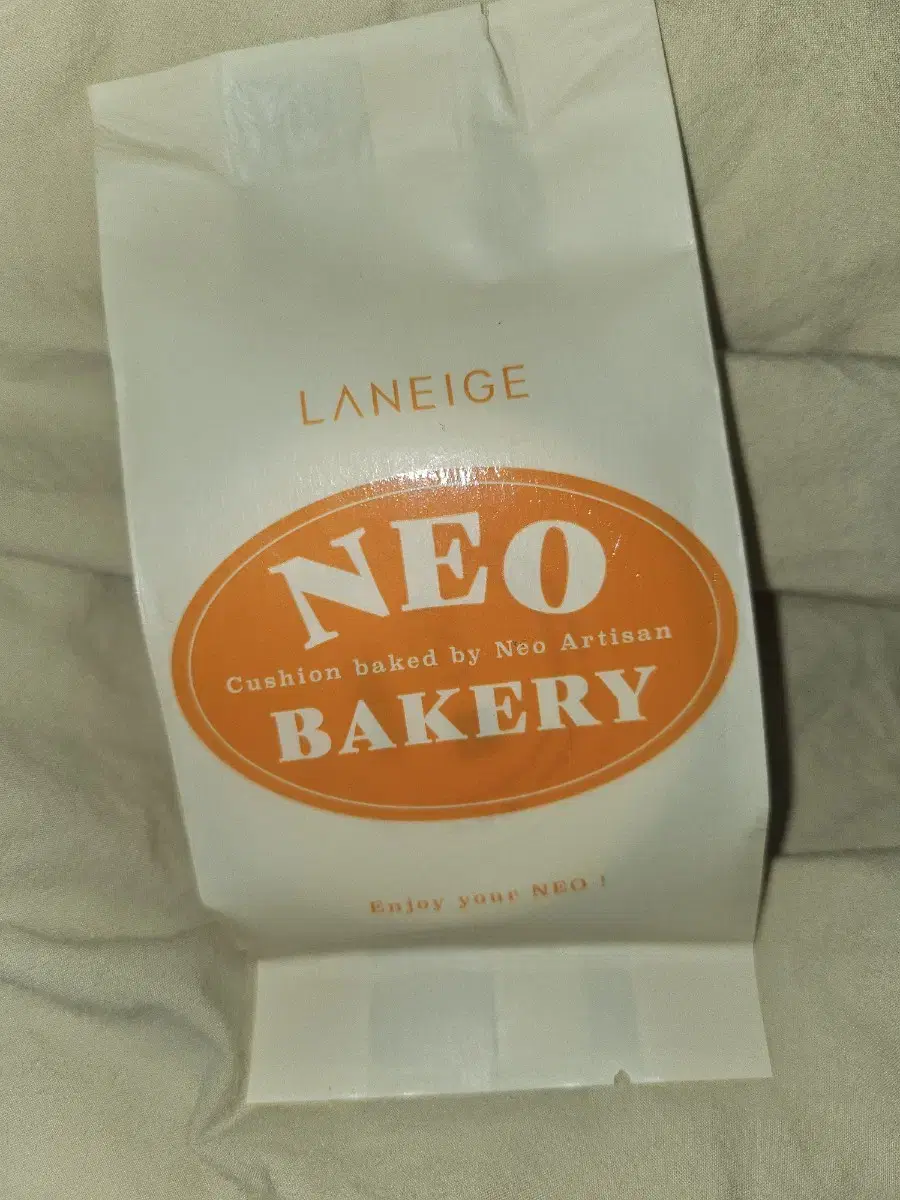 LANEIGE
NEO
Cushion baked by Neo Artisan
BAKERY
Enjoy your NEO !